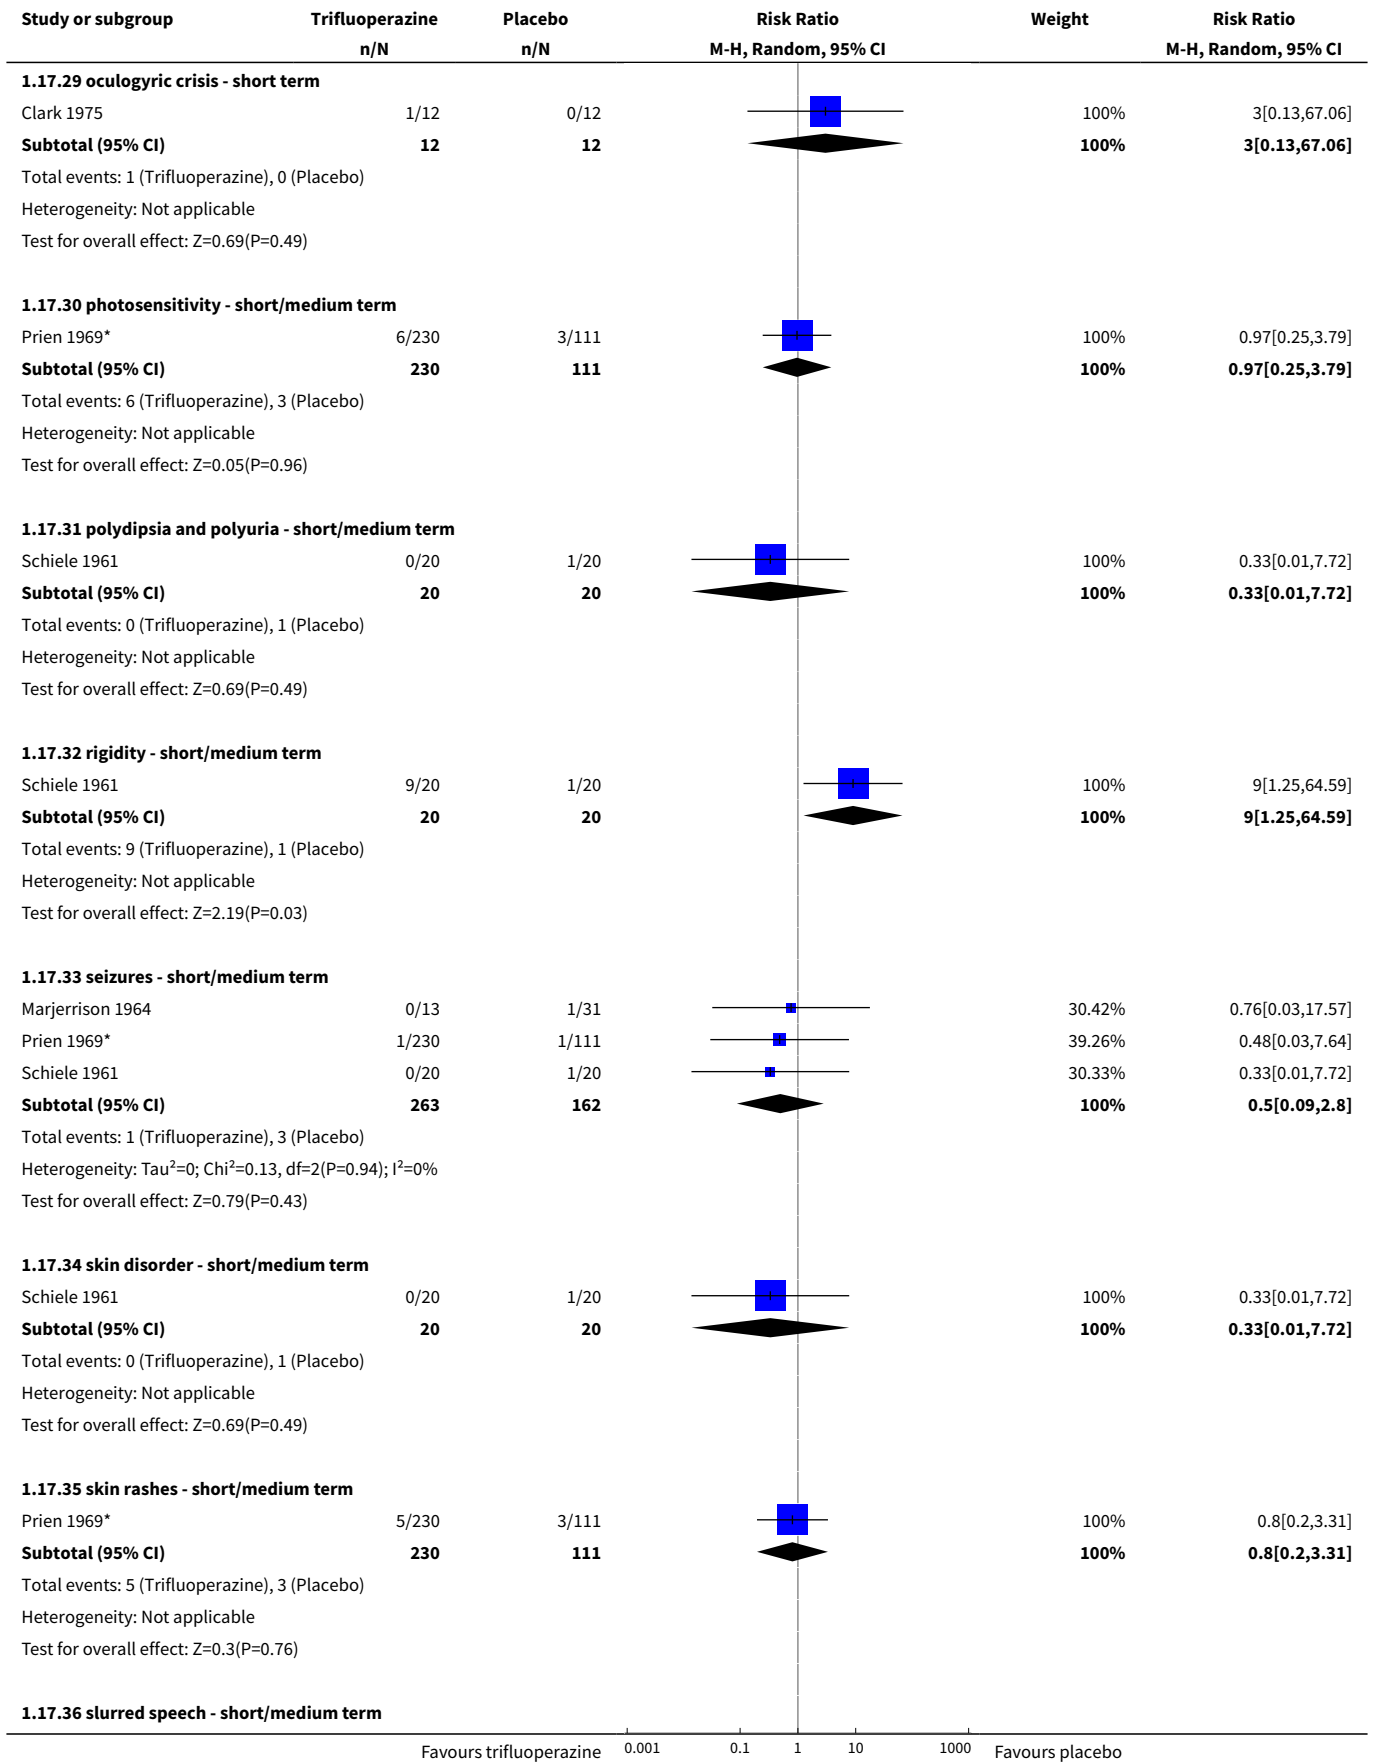 Study or subgroup Trifluoperazine Placebo Risk Ratio Weight Risk Ratio
n/N n/N M-H, Random, 95% CI M-H, Random, 95% CI
1.17.29 oculogyric crisis - short term
Clark 1975 1/12 0/12 100% 3[0.13,67.06]
Subtotal (95% CI) 12 12 100% 3[0.13,67.06]
Total events: 1 (Trifluoperazine), 0 (Placebo)
Heterogeneity: Not applicable
Test for overall effect: Z=0.69(P=0.49)
1.17.30 photosensitivity - short/medium term
Prien 1969* 6/230 3/111 100% 0.97[0.25,3.79]
Subtotal (95% CI) 230 111 100% 0.97[0.25,3.79]
Total events: 6 (Trifluoperazine), 3 (Placebo)
Heterogeneity: Not applicable
Test for overall effect: Z=0.05(P=0.96)
1.17.31 polydipsia and polyuria - short/medium term
Schiele 1961 0/20 1/20 100% 0.33[0.01,7.72]
Subtotal (95% CI) 20 20 100% 0.33[0.01,7.72]
Total events: 0 (Trifluoperazine), 1 (Placebo)
Heterogeneity: Not applicable
Test for overall effect: Z=0.69(P=0.49)
1.17.32 rigidity - short/medium term
Schiele 1961 9/20 1/20 100% 9[1.25,64.59]
Subtotal (95% CI) 20 20 100% 9[1.25,64.59]
Total events: 9 (Trifluoperazine), 1 (Placebo)
Heterogeneity: Not applicable
Test for overall effect: Z=2.19(P=0.03)
1.17.33 seizures - short/medium term
Marjerrison 1964 0/13 1/31 30.42% 0.76[0.03,17.57]
Prien 1969* 1/230 1/111 39.26% 0.48[0.03,7.64]
Schiele 1961 0/20 1/20 30.33% 0.33[0.01,7.72]
Subtotal (95% CI) 263 162 100% 0.5[0.09,2.8]
Total events: 1 (Trifluoperazine), 3 (Placebo)
Heterogeneity: Tau²=0; Chi²=0.13, df=2(P=0.94); I²=0%
Test for overall effect: Z=0.79(P=0.43)
1.17.34 skin disorder - short/medium term
Schiele 1961 0/20 1/20 100% 0.33[0.01,7.72]
Subtotal (95% CI) 20 20 100% 0.33[0.01,7.72]
Total events: 0 (Trifluoperazine), 1 (Placebo)
Heterogeneity: Not applicable
Test for overall effect: Z=0.69(P=0.49)
1.17.35 skin rashes - short/medium term
Prien 1969* 5/230 3/111 100% 0.8[0.2,3.31]
Subtotal (95% CI) 230 111 100% 0.8[0.2,3.31]
Total events: 5 (Trifluoperazine), 3 (Placebo)
Heterogeneity: Not applicable
Test for overall effect: Z=0.3(P=0.76)
1.17.36 slurred speech - short/medium term
Favours trifluoperazine 0.001 0.1 1 10 1000 Favours placebo